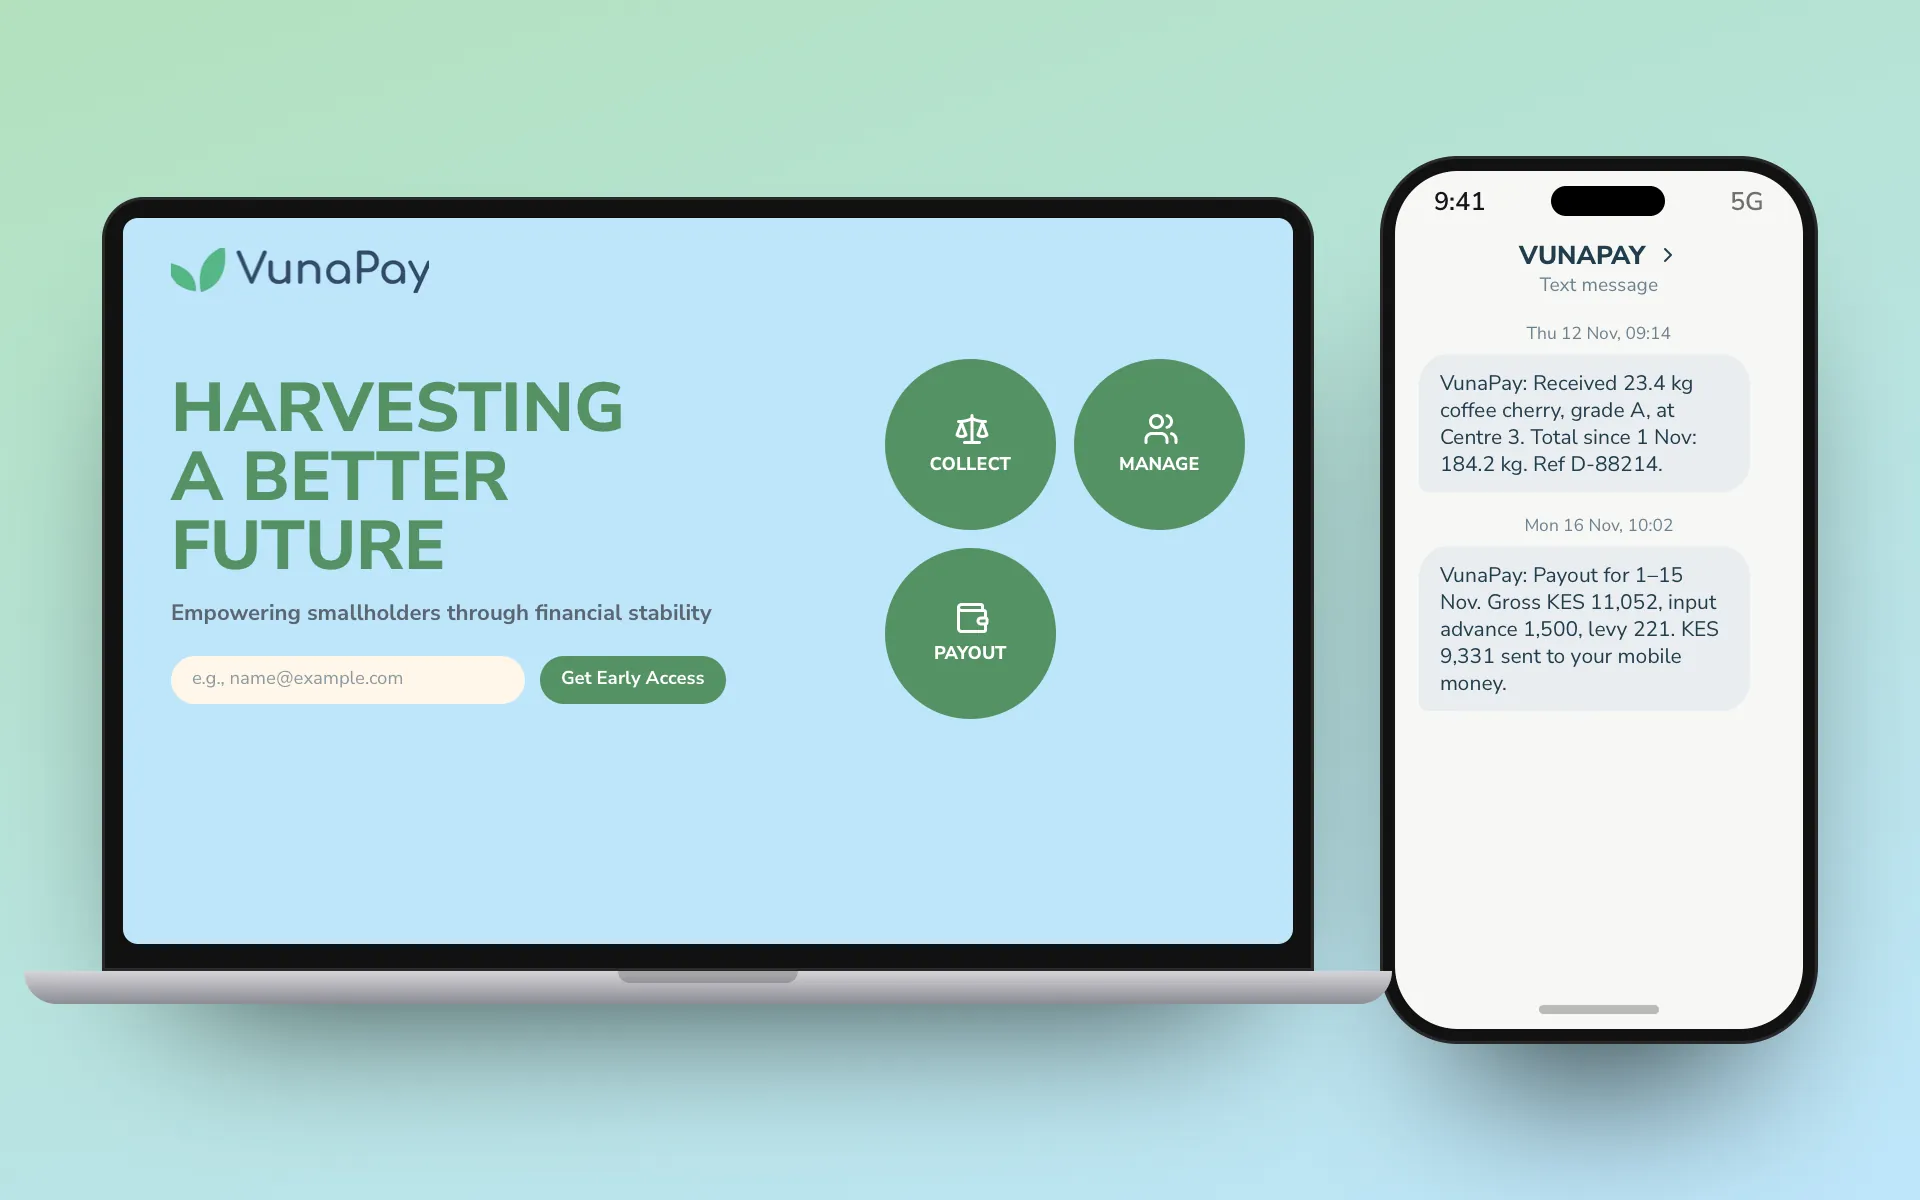 VunaPay
HARVESTING
A BETTER
FUTURE
Empowering smallholders through financial stability
e.g., name@example.com
Get Early Access
COLLECT
MANAGE
PAYOUT
9:41
5G
VUNAPAY
Text message
Thu 12 Nov, 09:14
VunaPay: Received 23.4 kg
coffee cherry, grade A, at
Centre 3. Total since 1 Nov:
184.2 kg. Ref D-88214.
Mon 16 Nov, 10:02
VunaPay: Payout for 1–15
Nov. Gross KES 11,052, input
advance 1,500, levy 221. KES
9,331 sent to your mobile
money.